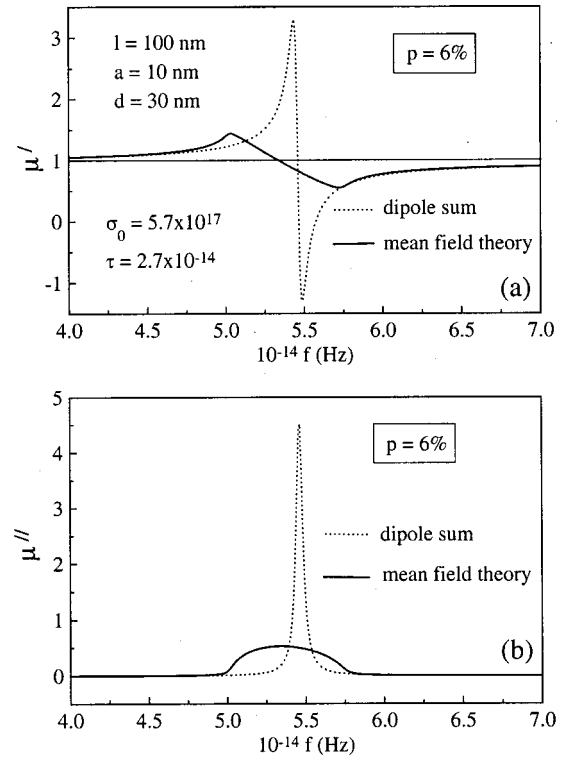 3
2
1
0
-1
μ/
l = 100 nm
a = 10 nm
d = 30 nm
p = 6%
σ0 = 5.7x10^17
τ = 2.7x10^-14
dipole sum
mean field theory
(a)
4.0 4.5 5.0 5.5 6.0 6.5 7.0
10^-14 f (Hz)
5
4
3
2
1
0
μ//
p = 6%
dipole sum
mean field theory
(b)
4.0 4.5 5.0 5.5 6.0 6.5 7.0
10^-14 f (Hz)